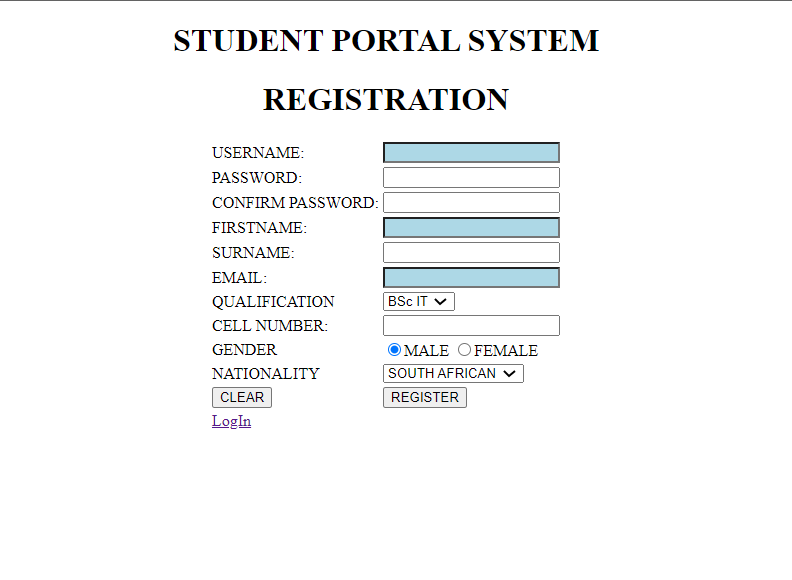 STUDENT PORTAL SYSTEM
REGISTRATION
USERNAME:
PASSWORD:
CONFIRM PASSWORD:
FIRSTNAME:
SURNAME:
EMAIL:
QUALIFICATION BSc IT
CELL NUMBER:
GENDER MALE FEMALE
NATIONALITY SOUTH AFRICAN
CLEAR REGISTER
LogIn